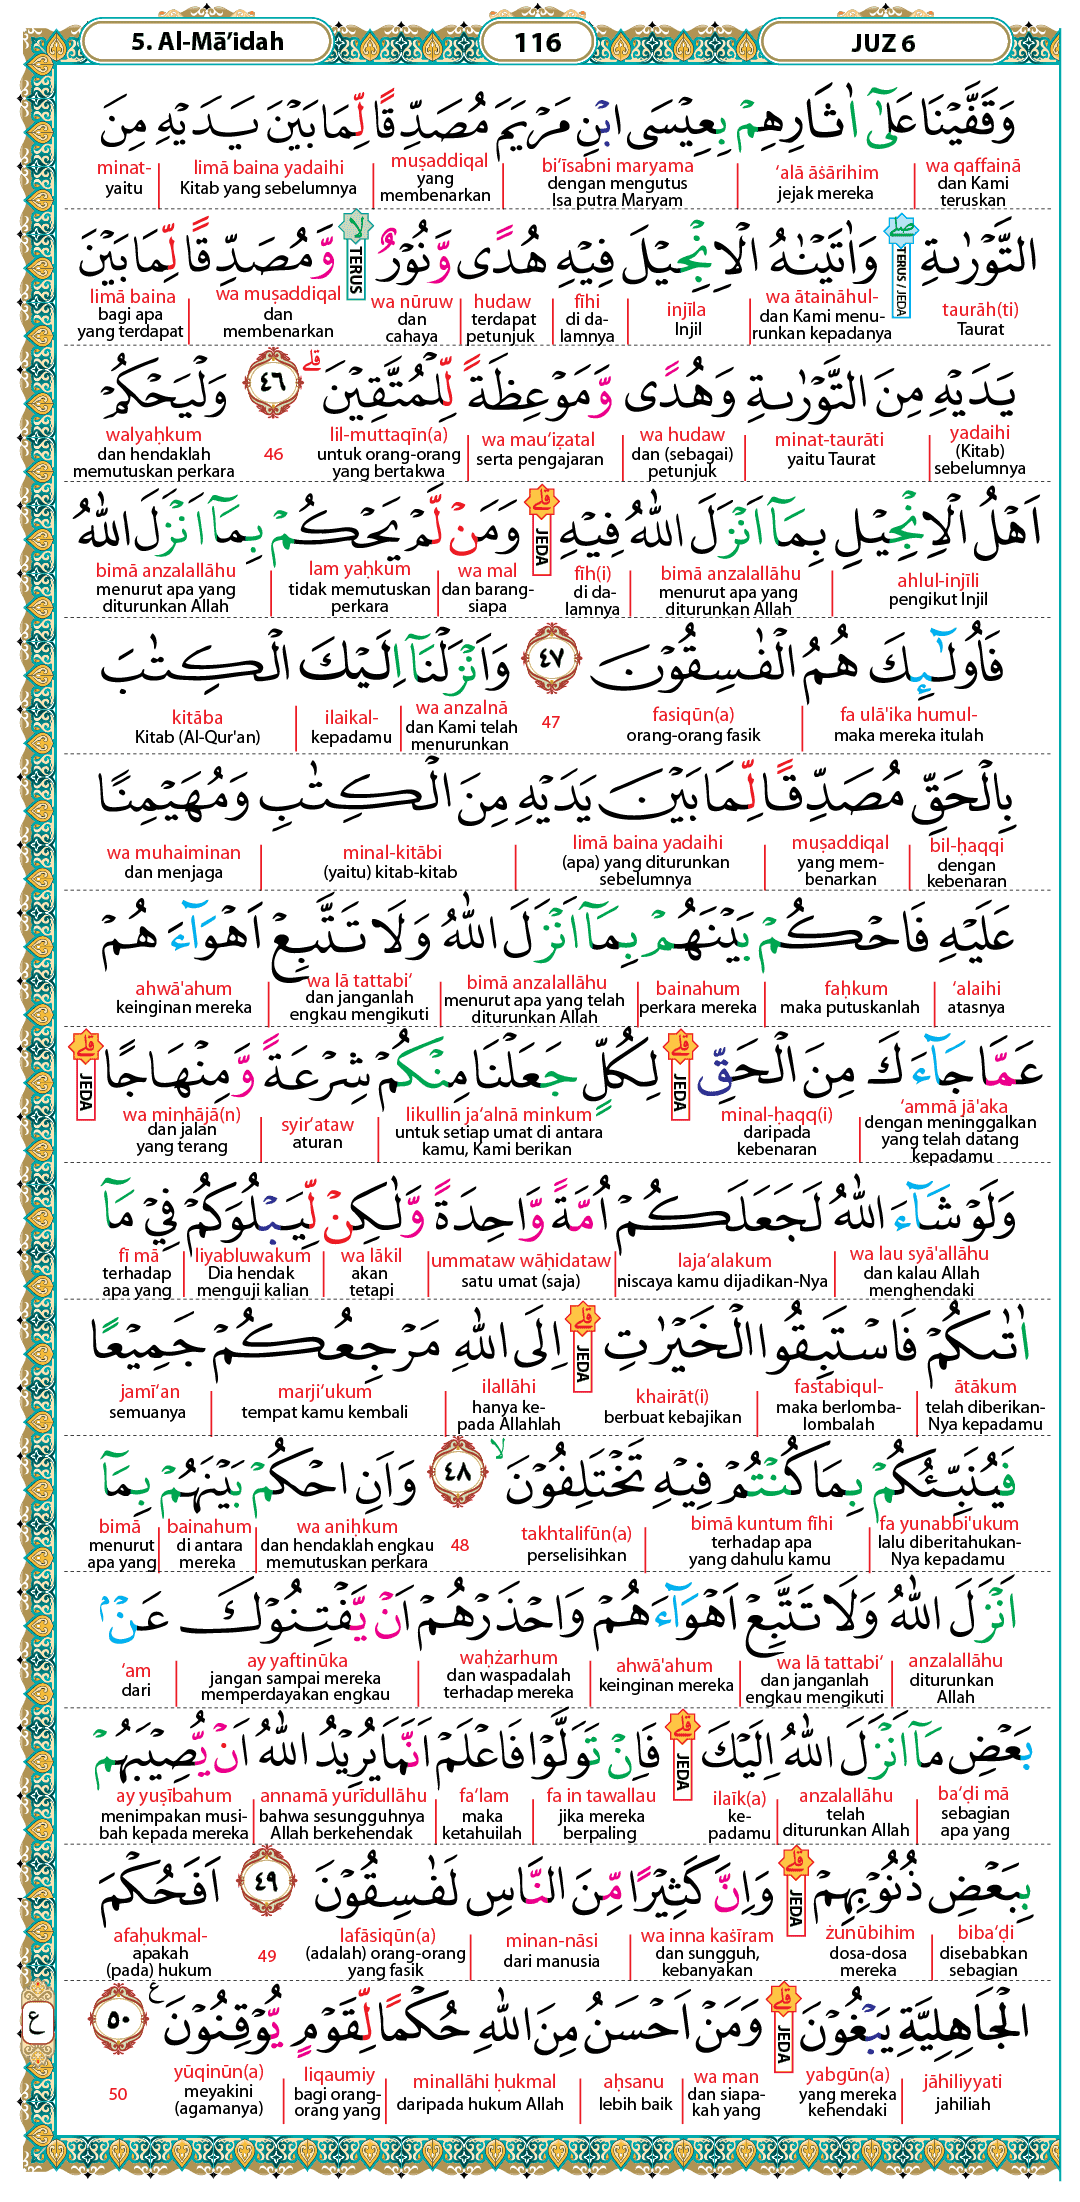 5. Al-Mā’idah 116 JUZ 6
وَقَفَّيْنَا عَلٰٓى اٰثَارِهِمْ بِعِيْسَى ابْنِ مَرْيَمَ مُصَدِّقًا لِّمَا بَيْنَ يَدَيْهِ مِنَ
wa qaffainā ‘alā āṡārihim bi‘īsabni maryama muṣaddiqal limā baina yadaihi minat-
dan Kami teruskan jejak mereka dengan mengutus Isa putra Maryam yang membenarkan Kitab yang sebelumnya yaitu
التَّوْرٰىةِ ۖ وَاٰتَيْنٰهُ الْاِنْجِيْلَ فِيْهِ هُدًى وَّنُوْرٌ ۙ وَّمُصَدِّقًا لِّمَا بَيْنَ
TERUS / JEDA TERUS
taurāh(ti) wa ātaināhul- injīla fīhi hudaw wa nūruw wa muṣaddiqal limā baina
Taurat dan Kami menu-runkan kepadanya Injil di da-lamnya terdapat petunjuk dan cahaya dan membenarkan bagi apa yang terdapat
يَدَيْهِ مِنَ التَّوْرٰىةِ وَهُدًى وَّمَوْعِظَةً لِّلْمُتَّقِيْنَ ۗ ٤٦ وَلْيَحْكُمْ
yadaihi minat-taurāti wa hudaw wa mau‘iẓatal lil-muttaqīn(a) 46 walyaḥkum
(Kitab) sebelumnya yaitu Taurat dan (sebagai) petunjuk serta pengajaran untuk orang-orang yang bertakwa dan hendaklah memutuskan perkara
اَهْلُ الْاِنْجِيْلِ بِمَآ اَنْزَلَ اللّٰهُ فِيْهِ ۗ وَمَنْ لَّمْ يَحْكُمْ بِمَآ اَنْزَلَ اللّٰهُ
JEDA
ahlul-injīli bimā anzalallāhu fīh(i) wa mal lam yaḥkum bimā anzalallāhu
pengikut Injil menurut apa yang diturunkan Allah di da-lamnya dan barang-siapa tidak memutuskan perkara menurut apa yang diturunkan Allah
فَاُولٰۤىِٕكَ هُمُ الْفٰسِقُوْنَ ٤٧ وَاَنْزَلْنَآ اِلَيْكَ الْكِتٰبَ
fa ulā'ika humul- fasiqūn(a) 47 wa anzalnā ilaikal- kitāba
maka mereka itulah orang-orang fasik dan Kami telah menurunkan kepadamu Kitab (Al-Qur'an)
بِالْحَقِّ مُصَدِّقًا لِّمَا بَيْنَ يَدَيْهِ مِنَ الْكِتٰبِ وَمُهَيْمِنًا
bil-ḥaqqi muṣaddiqal limā baina yadaihi minal-kitābi wa muhaiminan
dengan kebenaran yang mem-benarkan (apa) yang diturunkan sebelumnya (yaitu) kitab-kitab dan menjaga
عَلَيْهِ فَاحْكُمْ بَيْنَهُمْ بِمَآ اَنْزَلَ اللّٰهُ وَلَا تَتَّبِعْ اَهْوَاۤءَهُمْ
‘alaihi faḥkum bainahum bimā anzalallāhu wa lā tattabi‘ ahwā'ahum
atasnya maka putuskanlah perkara mereka menurut apa yang telah diturunkan Allah dan janganlah engkau mengikuti keinginan mereka
عَمَّا جَاۤءَكَ مِنَ الْحَقِّ ۗ لِكُلٍّ جَعَلْنَا مِنْكُمْ شِرْعَةً وَّمِنْهَاجًا ۗ
JEDA JEDA
‘ammā jā'aka minal-ḥaqq(i) likullin ja‘alnā minkum syir‘ataw wa minhājā(n)
dengan meninggalkan yang telah datang kepadamu daripada kebenaran untuk setiap umat di antara kamu, Kami berikan aturan dan jalan yang terang
وَلَوْ شَاۤءَ اللّٰهُ لَجَعَلَكُمْ اُمَّةً وَّاحِدَةً وَّلٰكِنْ لِّيَبْلُوَكُمْ فِيْ مَآ
wa lau syā'allāhu laja‘alakum ummataw wāḥidataw wa lākil liyabluwakum fī mā
dan kalau Allah menghendaki niscaya kamu dijadikan-Nya satu umat (saja) akan tetapi Dia hendak menguji kalian terhadap apa yang
اٰتٰىكُمْ فَاسْتَبِقُوا الْخَيْرٰتِ ۗ اِلَى اللّٰهِ مَرْجِعُكُمْ جَمِيْعًا
JEDA
ātākum fastabiqul- khairāt(i) ilallāhi marji‘ukum jamī‘an
telah diberikan-Nya kepadamu maka berlomba-lombalah berbuat kebajikan hanya ke-pada Allahlah tempat kamu kembali semuanya
فَيُنَبِّئُكُمْ بِمَا كُنْتُمْ فِيْهِ تَخْتَلِفُوْنَ ۙ ٤٨ وَاَنِ احْكُمْ بَيْنَهُمْ بِمَآ
fa yunabbi'ukum bimā kuntum fīhi takhtalifūn(a) 48 wa aniḥkum bainahum bimā
lalu diberitahukan-Nya kepadamu terhadap apa yang dahulu kamu perselisihkan dan hendaklah engkau memutuskan perkara di antara mereka menurut apa yang
اَنْزَلَ اللّٰهُ وَلَا تَتَّبِعْ اَهْوَاۤءَهُمْ وَاحْذَرْهُمْ اَنْ يَّفْتِنُوْكَ عَنْۢ
anzalallāhu wa lā tattabi‘ ahwā'ahum waḥżarhum ay yaftinūka ‘am
diturunkan Allah dan janganlah engkau mengikuti keinginan mereka dan waspadalah terhadap mereka jangan sampai mereka memperdayakan engkau dari
بَعْضِ مَآ اَنْزَلَ اللّٰهُ اِلَيْكَ ۗ فَاِنْ تَوَلَّوْا فَاعْلَمْ اَنَّمَا يُرِيْدُ اللّٰهُ اَنْ يُّصِيْبَهُمْ
JEDA
ba‘ḍi mā anzalallāhu ilaīk(a) fa in tawallau fa‘lam annamā yurīdullāhu ay yuṣībahum
sebagian apa yang telah diturunkan Allah ke-padamu jika mereka berpaling maka ketahuilah bahwa sesungguhnya Allah berkehendak menimpakan musi-bah kepada mereka
بِبَعْضِ ذُنُوْبِهِمْ ۗ وَاِنَّ كَثِيْرًا مِّنَ النَّاسِ لَفٰسِقُوْنَ ٤٩ اَفَحُكْمَ
JEDA
biba‘ḍi żunūbihim wa inna kaṡīram minan-nāsi lafāsiqūn(a) 49 afaḥukmal-
disebabkan sebagian dosa-dosa mereka dan sungguh, kebanyakan dari manusia (adalah) orang-orang yang fasik apakah (pada) hukum
الْجَاهِلِيَّةِ يَبْغُوْنَ ۗ وَمَنْ اَحْسَنُ مِنَ اللّٰهِ حُكْمًا لِّقَوْمٍ يُّوْقِنُوْنَ ࣖ ٥٠ ع
JEDA
jāhiliyyati yabgūn(a) wa man aḥsanu minallāhi ḥukmal liqaumiy yūqinūn(a) 50
jahiliah yang mereka kehendaki dan siapa-kah yang lebih baik daripada hukum Allah bagi orang-orang yang meyakini (agamanya)